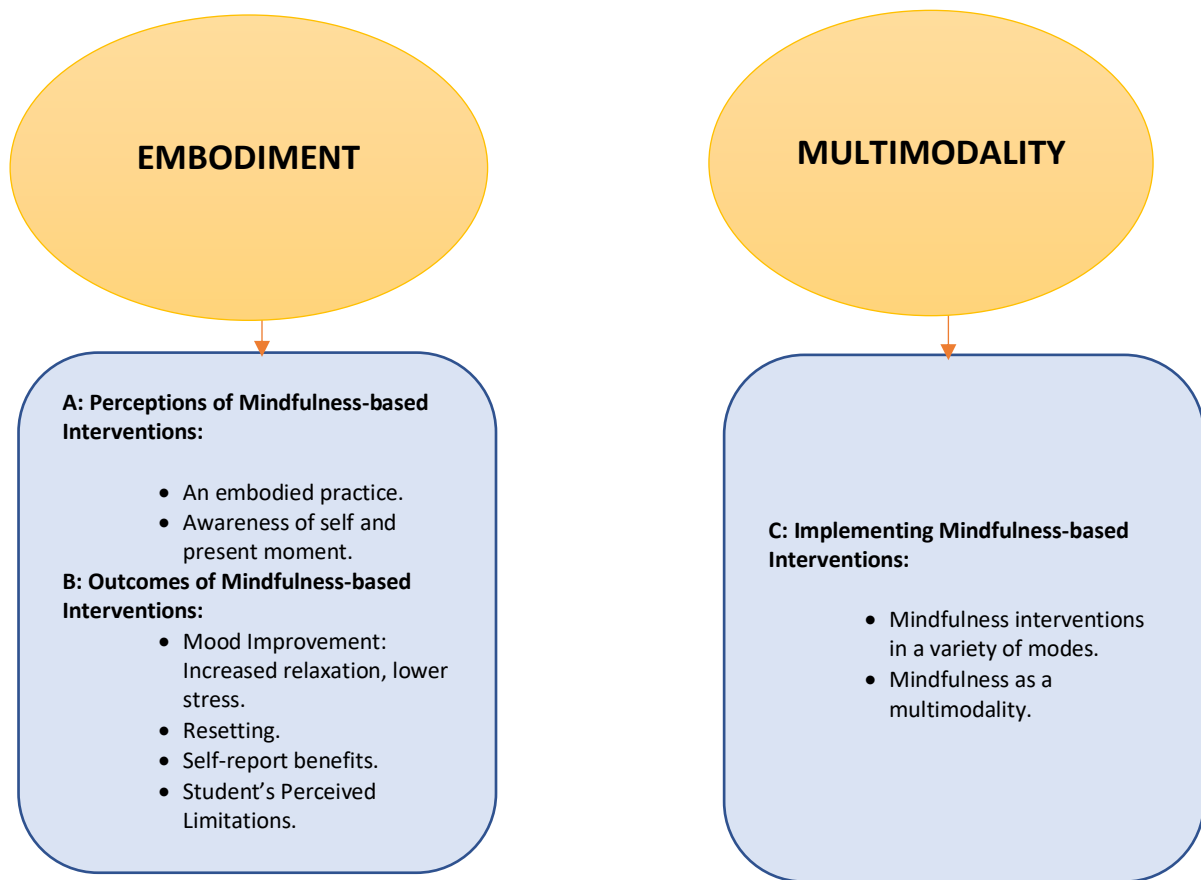 EMBODIMENT
A: Perceptions of Mindfulness-based
Interventions:
• An embodied practice.
• Awareness of self and
present moment.
B: Outcomes of Mindfulness-based
Interventions:
• Mood Improvement:
Increased relaxation, lower
stress.
• Resetting.
• Self-report benefits.
• Student’s Perceived
Limitations.
MULTIMODALITY
C: Implementing Mindfulness-based
Interventions:
• Mindfulness interventions
in a variety of modes.
• Mindfulness as a
multimodality.